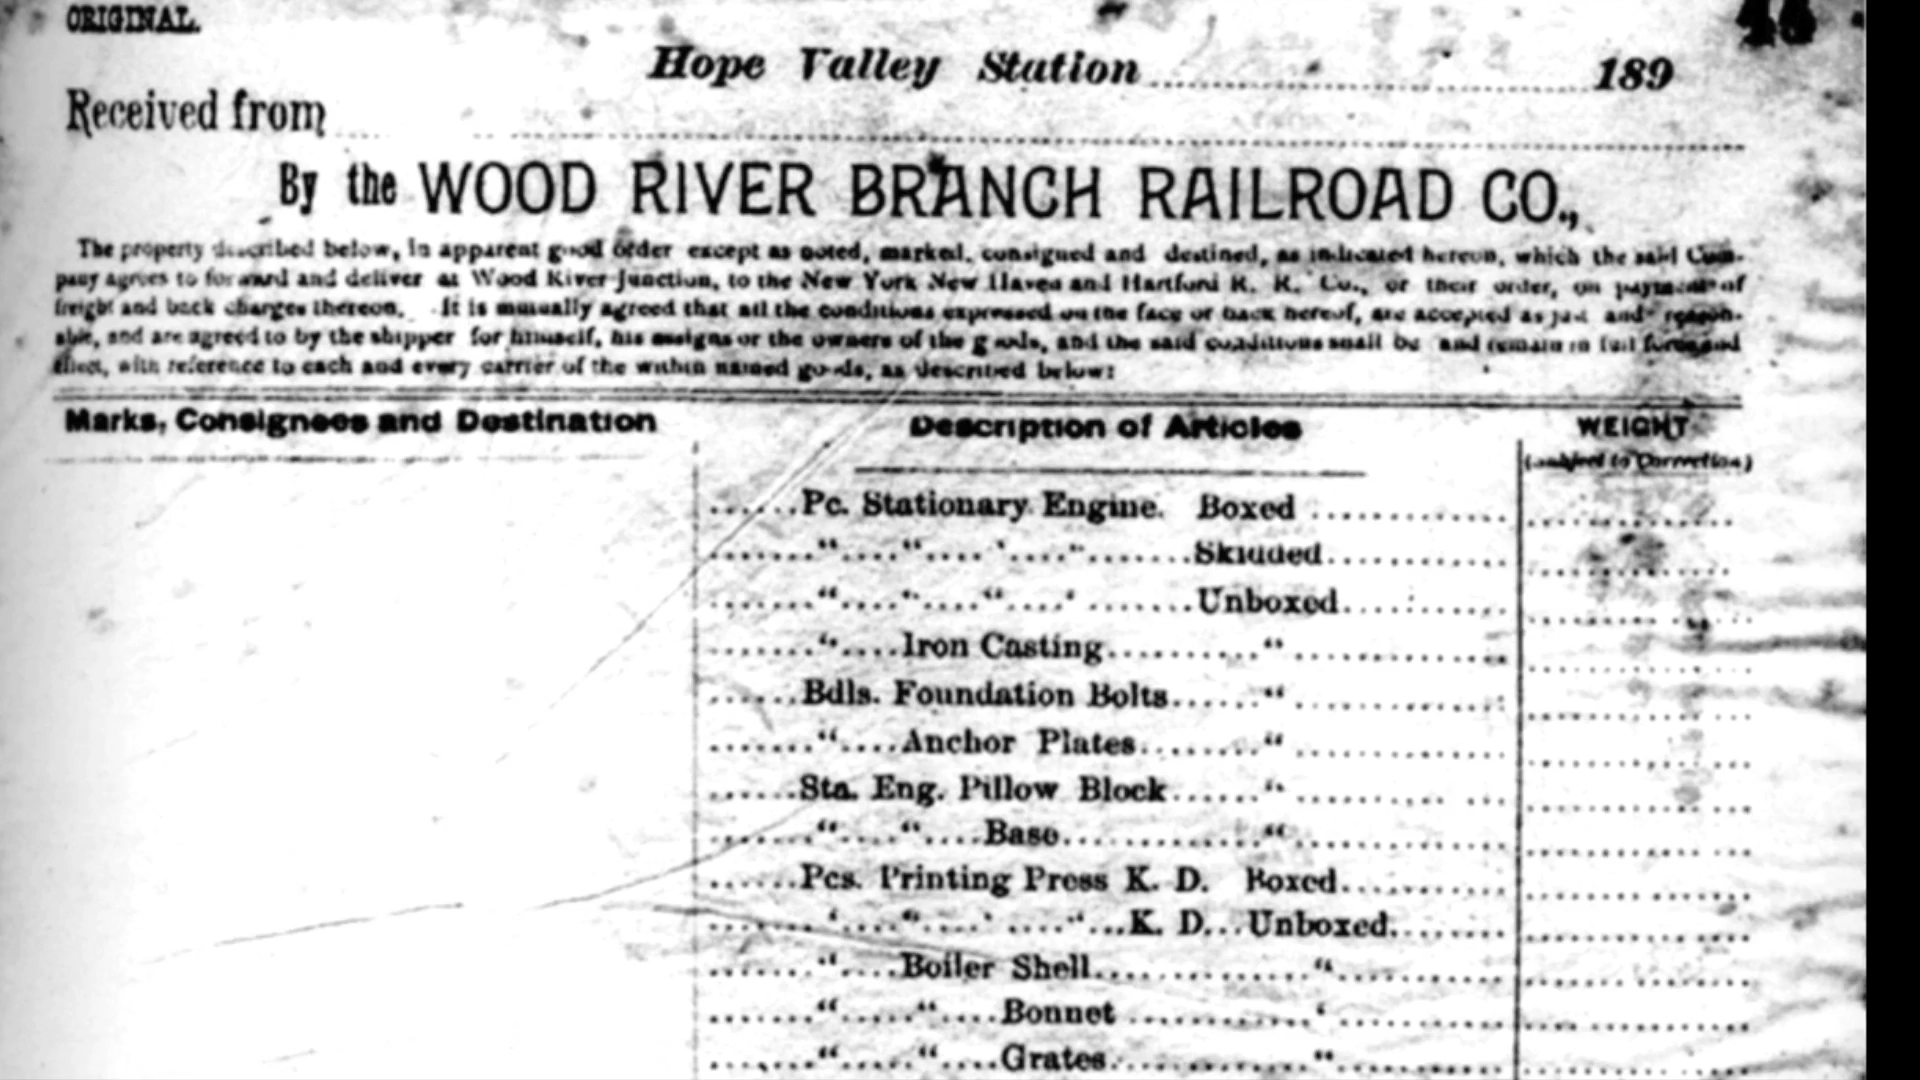 ORIGINAL.
Hope Valley Station 189
Received from
By the WOOD RIVER BRANCH RAILROAD CO.,
The property described below, in apparent good order except as noted, marked, consigned and destined, as indicated hereon, which the said Com-
pany agrees to forward and deliver at Wood River Junction, to the New York New Haven and Hartford R. R. Co., or their order, on payment of
freight and back charges thereon. It is mutually agreed that all the conditions expressed on the face or back hereof, are accepted as just and reason-
able, and are agreed to by the shipper for himself, his assigns or the owners of the goods, and the said conditions shall be and remain in full force and
effect, with reference to each and every carrier of the within named goods, as described below:
Marks, Consignees and Destination Description of Articles WEIGHT
(subject to Correction)
......Pc. Stationary Engine. Boxed ............
.......“....“....‘....“.......Skidded............
.......“....“....“....‘.......Unboxed............
.......“....Iron Casting..........“............
......Bdls. Foundation Bolts......“............
.......“....Anchor Plates........“............
......Sta. Eng. Pillow Block......“............
.......“....“....Base............“............
......Pcs. Printing Press K. D. Boxed............
.......‘....“....‘....“...K. D...Unboxed........
.......“....Boiler Shell..............“............
.......“.....“....Bonnet ............‘............
.......“.....“....Grates.............“............